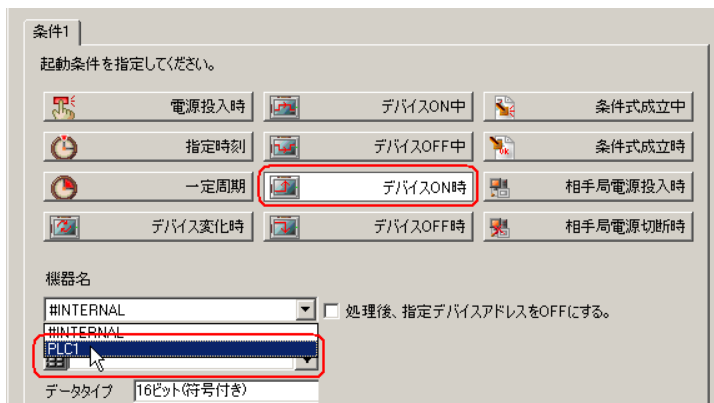 条件1
起動条件を指定してください。
電源投入時 デバイスON中 条件式成立中
指定時刻 デバイスOFF中 条件式成立時
一定周期 デバイスON時 相手局電源投入時
デバイス変化時 デバイスOFF時 相手局電源切断時
機器名
#INTERNAL 処理後、指定デバイスアドレスをOFFにする。
#INTERNAL
PLC1
データタイプ 16ビット(符号付き)